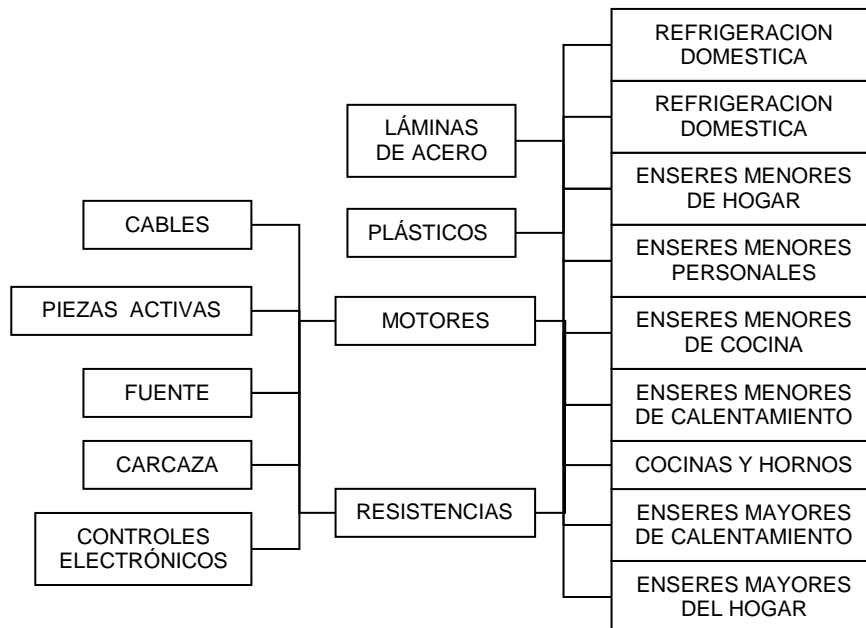 CABLES
PIEZAS ACTIVAS
FUENTE
CARCAZA
CONTROLES
ELECTRÓNICOS
LÁMINAS
DE ACERO
PLÁSTICOS
MOTORES
RESISTENCIAS
REFRIGERACION
DOMESTICA
REFRIGERACION
DOMESTICA
ENSERES MENORES
DE HOGAR
ENSERES MENORES
PERSONALES
ENSERES MENORES
DE COCINA
ENSERES MENORES
DE CALENTAMIENTO
COCINAS Y HORNOS
ENSERES MAYORES
DE CALENTAMIENTO
ENSERES MAYORES
DEL HOGAR